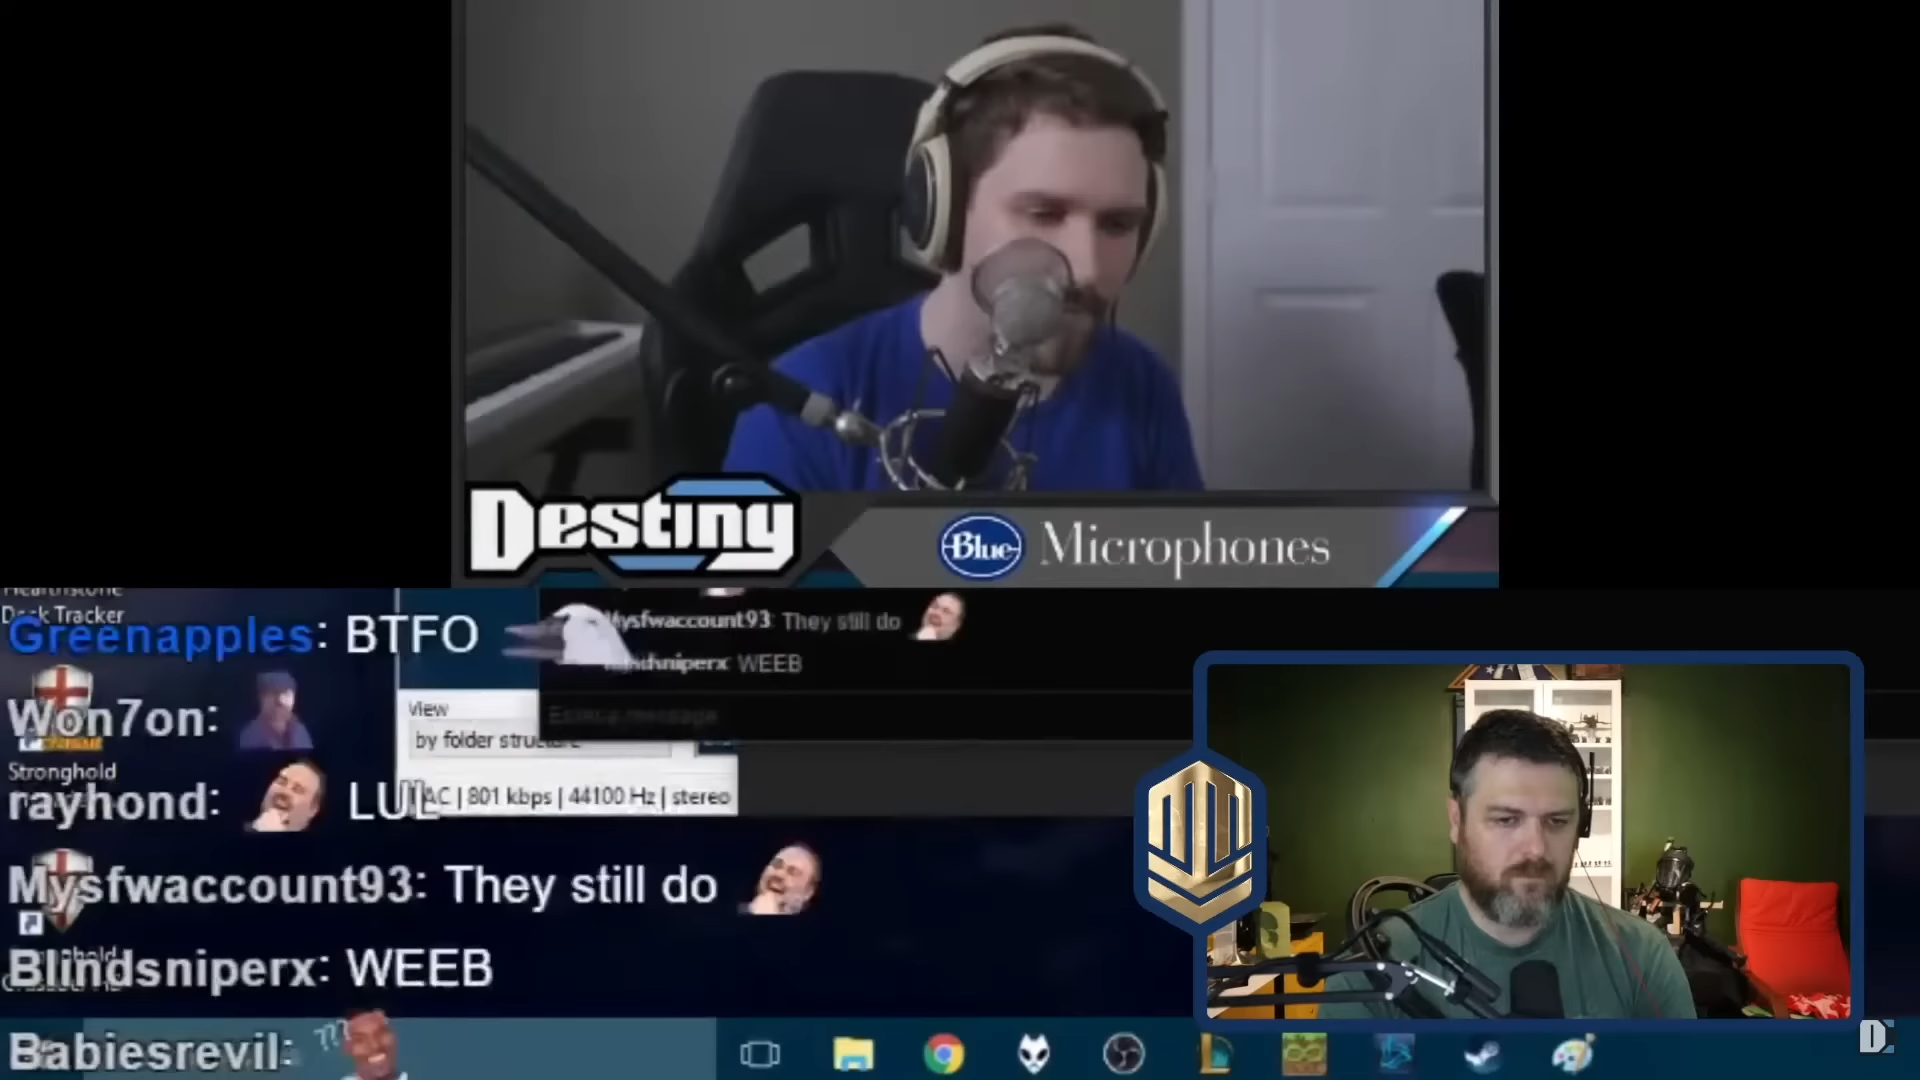 Destiny
Blue Microphones
Deck Tracker
Greenapples: BTFO
Mysfwaccount93: They still do
WEEB
Won7on:
View
by folder structure
Stronghold
rayhond: LUL
801 kbps | 44100 Hz | stereo
Mysfwaccount93: They still do
Blindsniperx: WEEB
Babiesrevil:
???
D